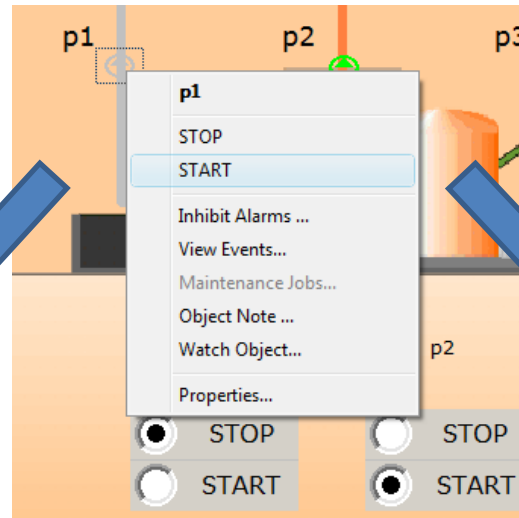 p1
p2
p3
p1
STOP
START
Inhibit Alarms ...
View Events...
Maintenance Jobs...
Object Note ...
Watch Object...
Properties...
p2
STOP
STOP
START
START